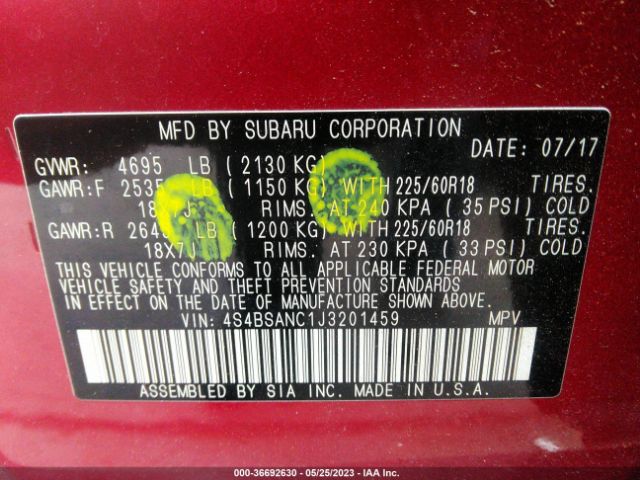 MFD BY SUBARU CORPORATION
DATE: 07/17
GVWR: 4695 LB (2130 KG)
GAWR:F 2535 LB (1150 KG) WITH 225/60R18 TIRES.
RIMS. AT 240 KPA (35 PSI) COLD
GAWR:R LB (1200 KG) WITH 225/60R18 TIRES.
18X7J RIMS. AT 230 KPA (33 PSI) COLD
THIS VEHICLE CONFORMS TO ALL APPLICABLE FEDERAL MOTOR
VEHICLE SAFETY AND THEFT PREVENTION STANDARDS IN
EFFECT ON THE DATE OF MANUFACTURE SHOWN ABOVE.
VIN: 4S4BSANC1J3201459 MPV
ASSEMBLED BY SIA INC. MADE IN U.S.A.
000-36692630 - 05/25/2023 - IAA Inc.